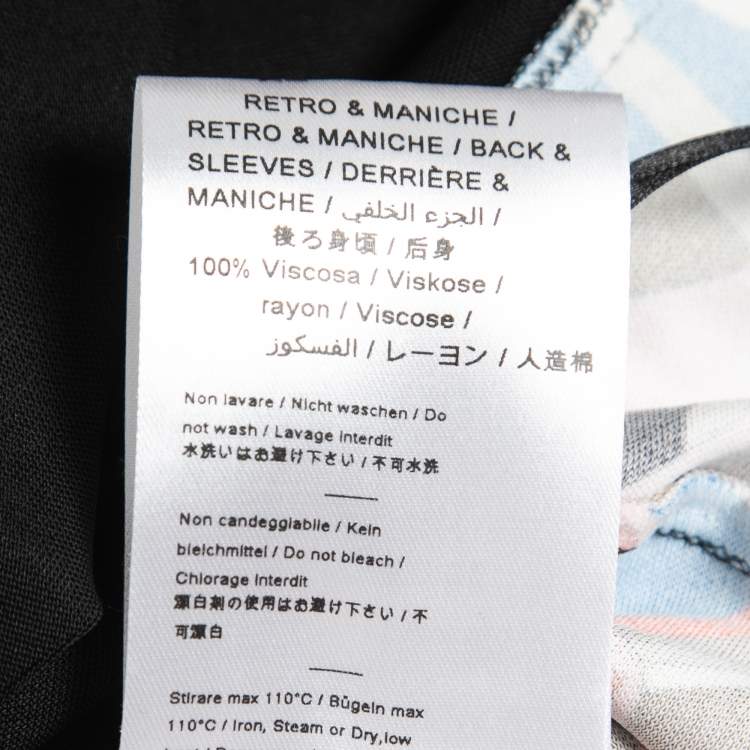 RETRO & MANICHE /
RETRO & MANICHE / BACK &
SLEEVES / DERRIÈRE &
MANICHE / الجزء الخلفي /
後ろ身頃 / 后身
100% Viscosa / Viskose /
rayon / Viscose /
الفسكوز / レーヨン / 人造棉
Non lavare / Nicht waschen / Do
not wash / Lavage interdit
水洗いはお避け下さい / 不可水洗
Non candeggiabile / Kein
bleichmittel / Do not bleach /
Chlorage interdit
漂白剤の使用はお避け下さい / 不
可漂白
Stirare max 110°C / Bügeln max
110°C / Iron, Steam or Dry,low